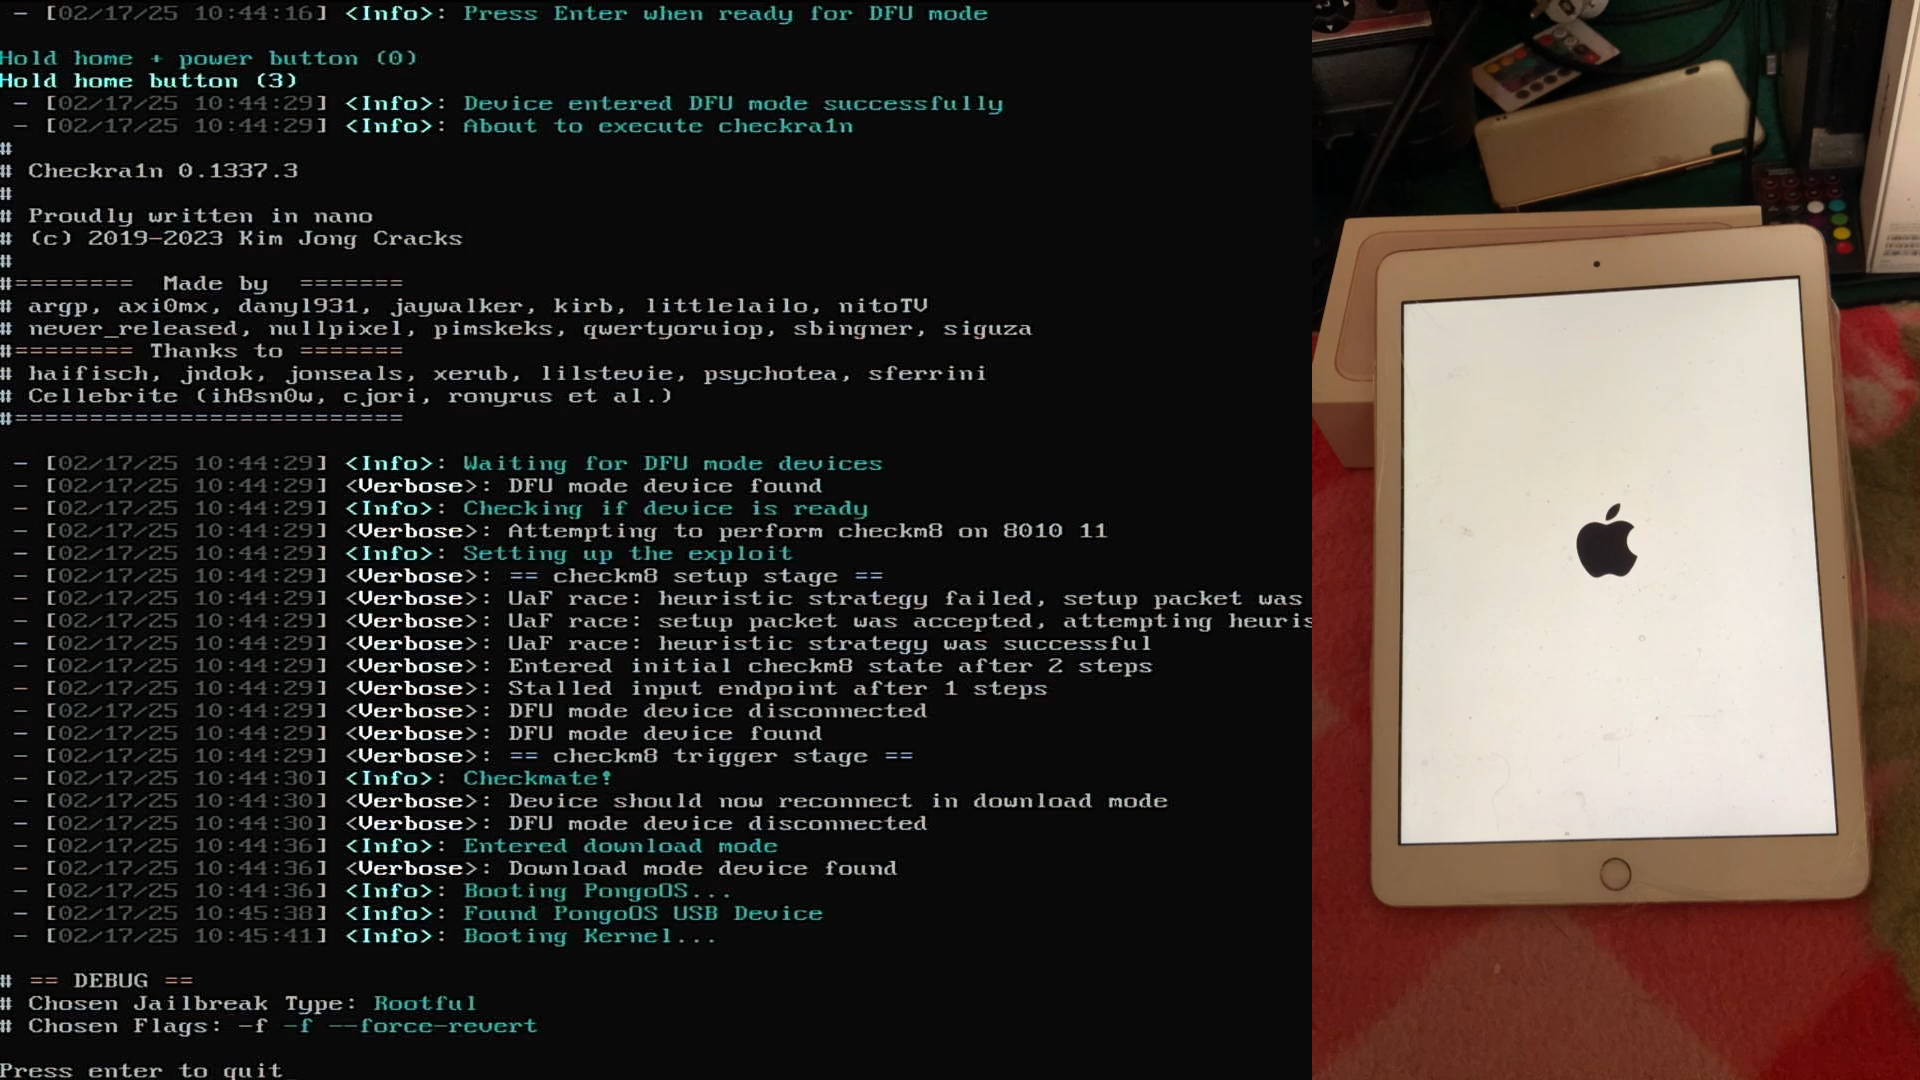 - [02/17/25 10:44:16] <Info>: Press Enter when ready for DFU mode
Hold home + power button (0)
Hold home button (3)
- [02/17/25 10:44:29] <Info>: Device entered DFU mode successfully
- [02/17/25 10:44:29] <Info>: About to execute checkra1n
#
# Checkra1n 0.1337.3
#
# Proudly written in nano
# (c) 2019-2023 Kim Jong Cracks
#
#======== Made by =======
# argp, axi0mx, danyl931, jaywalker, kirb, littlelailo, nitoTV
# never_released, nullpixel, pimskeks, qwertyoruiop, sbingner, siguza
#======== Thanks to =======
# haifisch, jndok, jonseals, xerub, lilstevie, psychotea, sferrini
# Cellebrite (ih8sn0w, cjori, ronyrus et al.)
#==========================
- [02/17/25 10:44:29] <Info>: Waiting for DFU mode devices
- [02/17/25 10:44:29] <Verbose>: DFU mode device found
- [02/17/25 10:44:29] <Info>: Checking if device is ready
- [02/17/25 10:44:29] <Verbose>: Attempting to perform checkm8 on 8010 11
- [02/17/25 10:44:29] <Info>: Setting up the exploit
- [02/17/25 10:44:29] <Verbose>: == checkm8 setup stage ==
- [02/17/25 10:44:29] <Verbose>: UaF race: heuristic strategy failed, setup packet was
- [02/17/25 10:44:29] <Verbose>: UaF race: setup packet was accepted, attempting heuris
- [02/17/25 10:44:29] <Verbose>: UaF race: heuristic strategy was successful
- [02/17/25 10:44:29] <Verbose>: Entered initial checkm8 state after 2 steps
- [02/17/25 10:44:29] <Verbose>: Stalled input endpoint after 1 steps
- [02/17/25 10:44:29] <Verbose>: DFU mode device disconnected
- [02/17/25 10:44:29] <Verbose>: DFU mode device found
- [02/17/25 10:44:29] <Verbose>: == checkm8 trigger stage ==
- [02/17/25 10:44:30] <Info>: Checkmate!
- [02/17/25 10:44:30] <Verbose>: Device should now reconnect in download mode
- [02/17/25 10:44:30] <Verbose>: DFU mode device disconnected
- [02/17/25 10:44:36] <Info>: Entered download mode
- [02/17/25 10:44:36] <Verbose>: Download mode device found
- [02/17/25 10:44:36] <Info>: Booting PongoOS...
- [02/17/25 10:45:38] <Info>: Found PongoOS USB Device
- [02/17/25 10:45:41] <Info>: Booting Kernel...
# == DEBUG ==
# Chosen Jailbreak Type: Rootful
# Chosen Flags: -f -f --force-revert
Press enter to quit